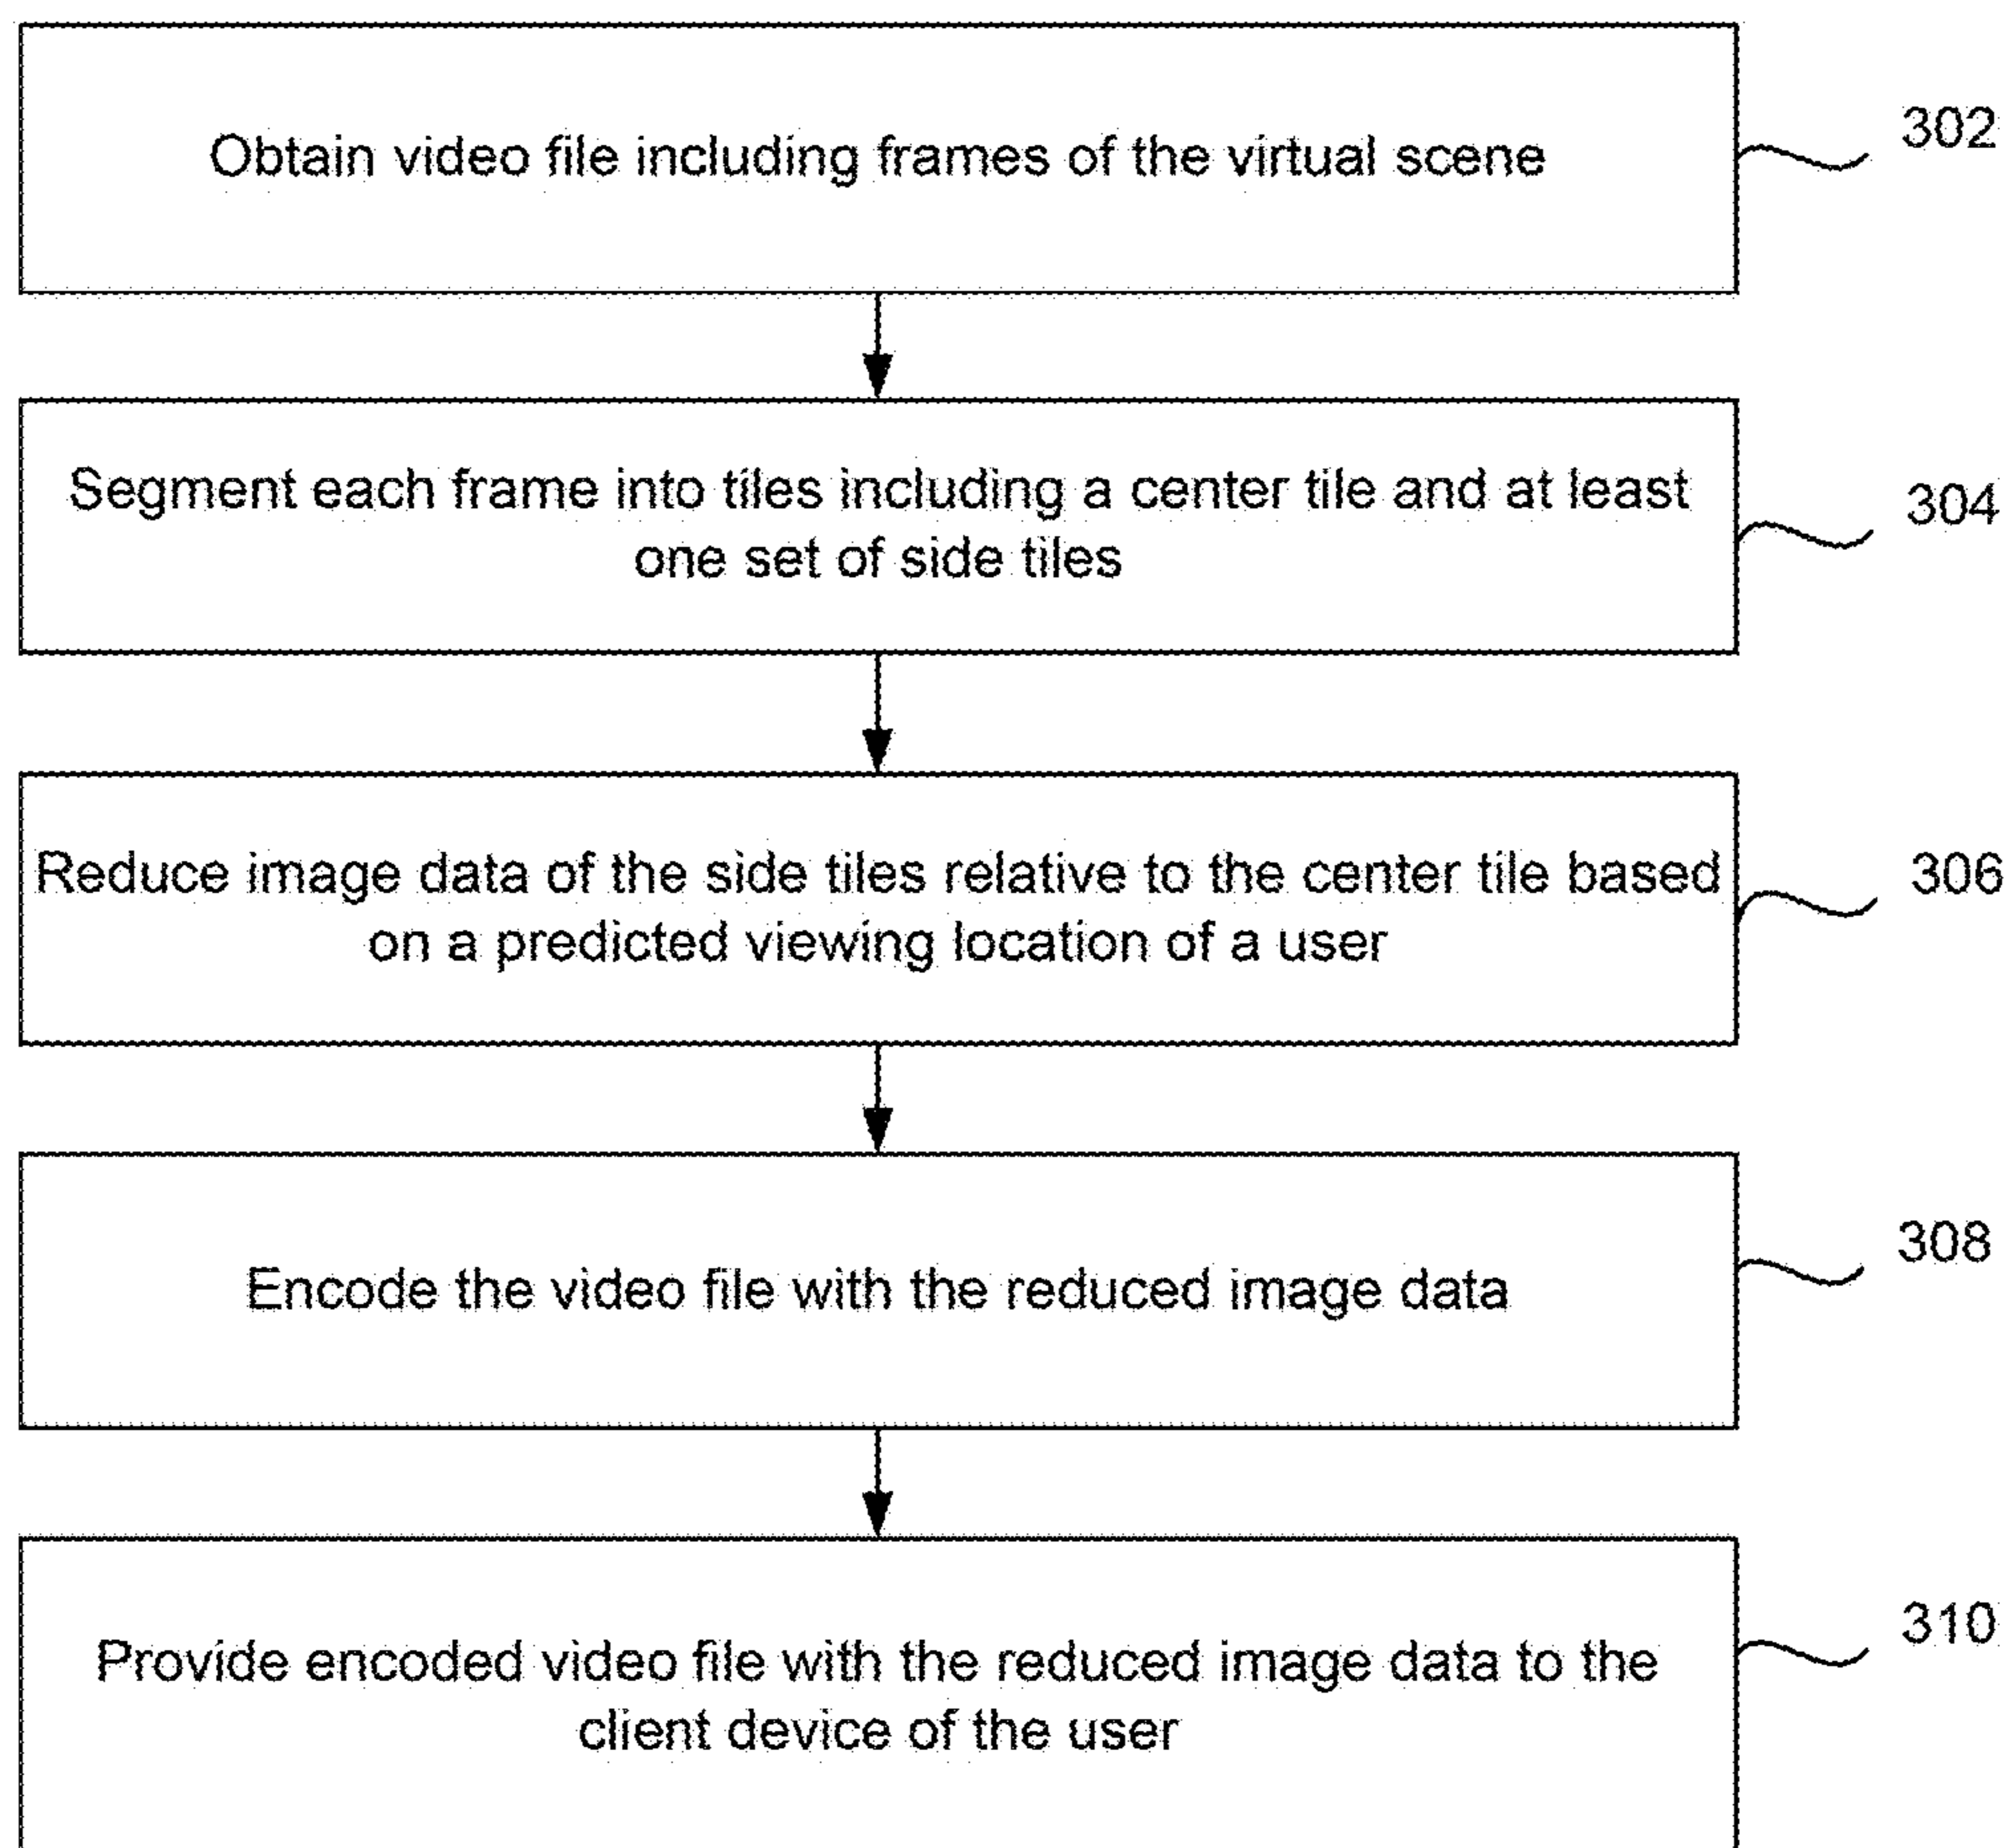 Obtain video file including frames of the virtual scene
302
Segment each frame into tiles including a center tile and at least
one set of side tiles
304
Reduce image data of the side tiles relative to the center tile based
on a predicted viewing location of a user
306
Encode the video file with the reduced image data
308
Provide encoded video file with the reduced image data to the
client device of the user
310